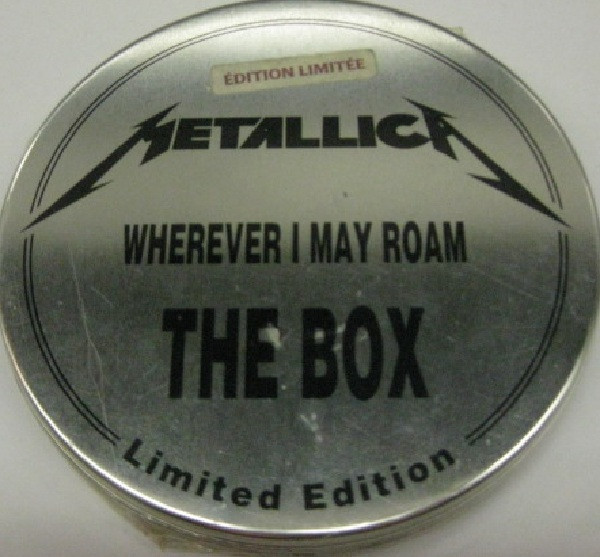 ÉDITION LIMITÉE
METALLICA
WHEREVER I MAY ROAM
THE BOX
Limited Edition